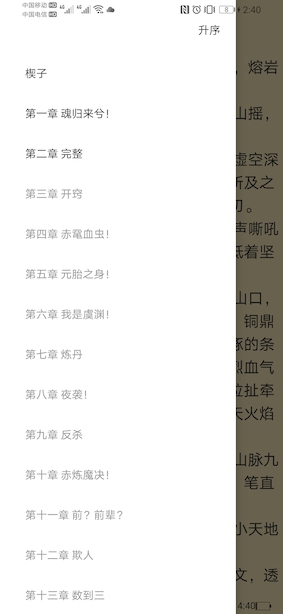 中国移动 HD 4G 4G
中国电信 HD
8
2:40
升序
楔子
第一章 魂归来兮！
第二章 完整
第三章 开窍
第四章 赤鼋血虫！
第五章 元胎之身！
第六章 我是虞渊！
第七章 炼丹
第八章 夜袭！
第九章 反杀
第十章 赤炼魔决！
第十一章 前？前辈？
第十二章 欺人
第十三章 数到三
，熔岩
山摇，
虚空深
所及之
刃。
声嘶吼
抵着坚
山口，
铜鼎
琢的条
烈血气
拉扯牵
天火焰
山脉九
笔直
小天地
文，透
4:40